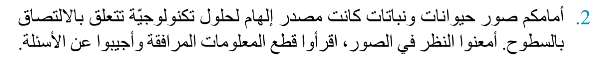 2. أمامكم صور حيوانات ونباتات كانت مصدر إلهام لحلول تكنولوجيّة تتعلق بالالتصاق
بالسطوح. أمعنوا النظر في الصور، اقرأوا قطع المعلومات المرافقة وأجيبوا عن الأسئلة.